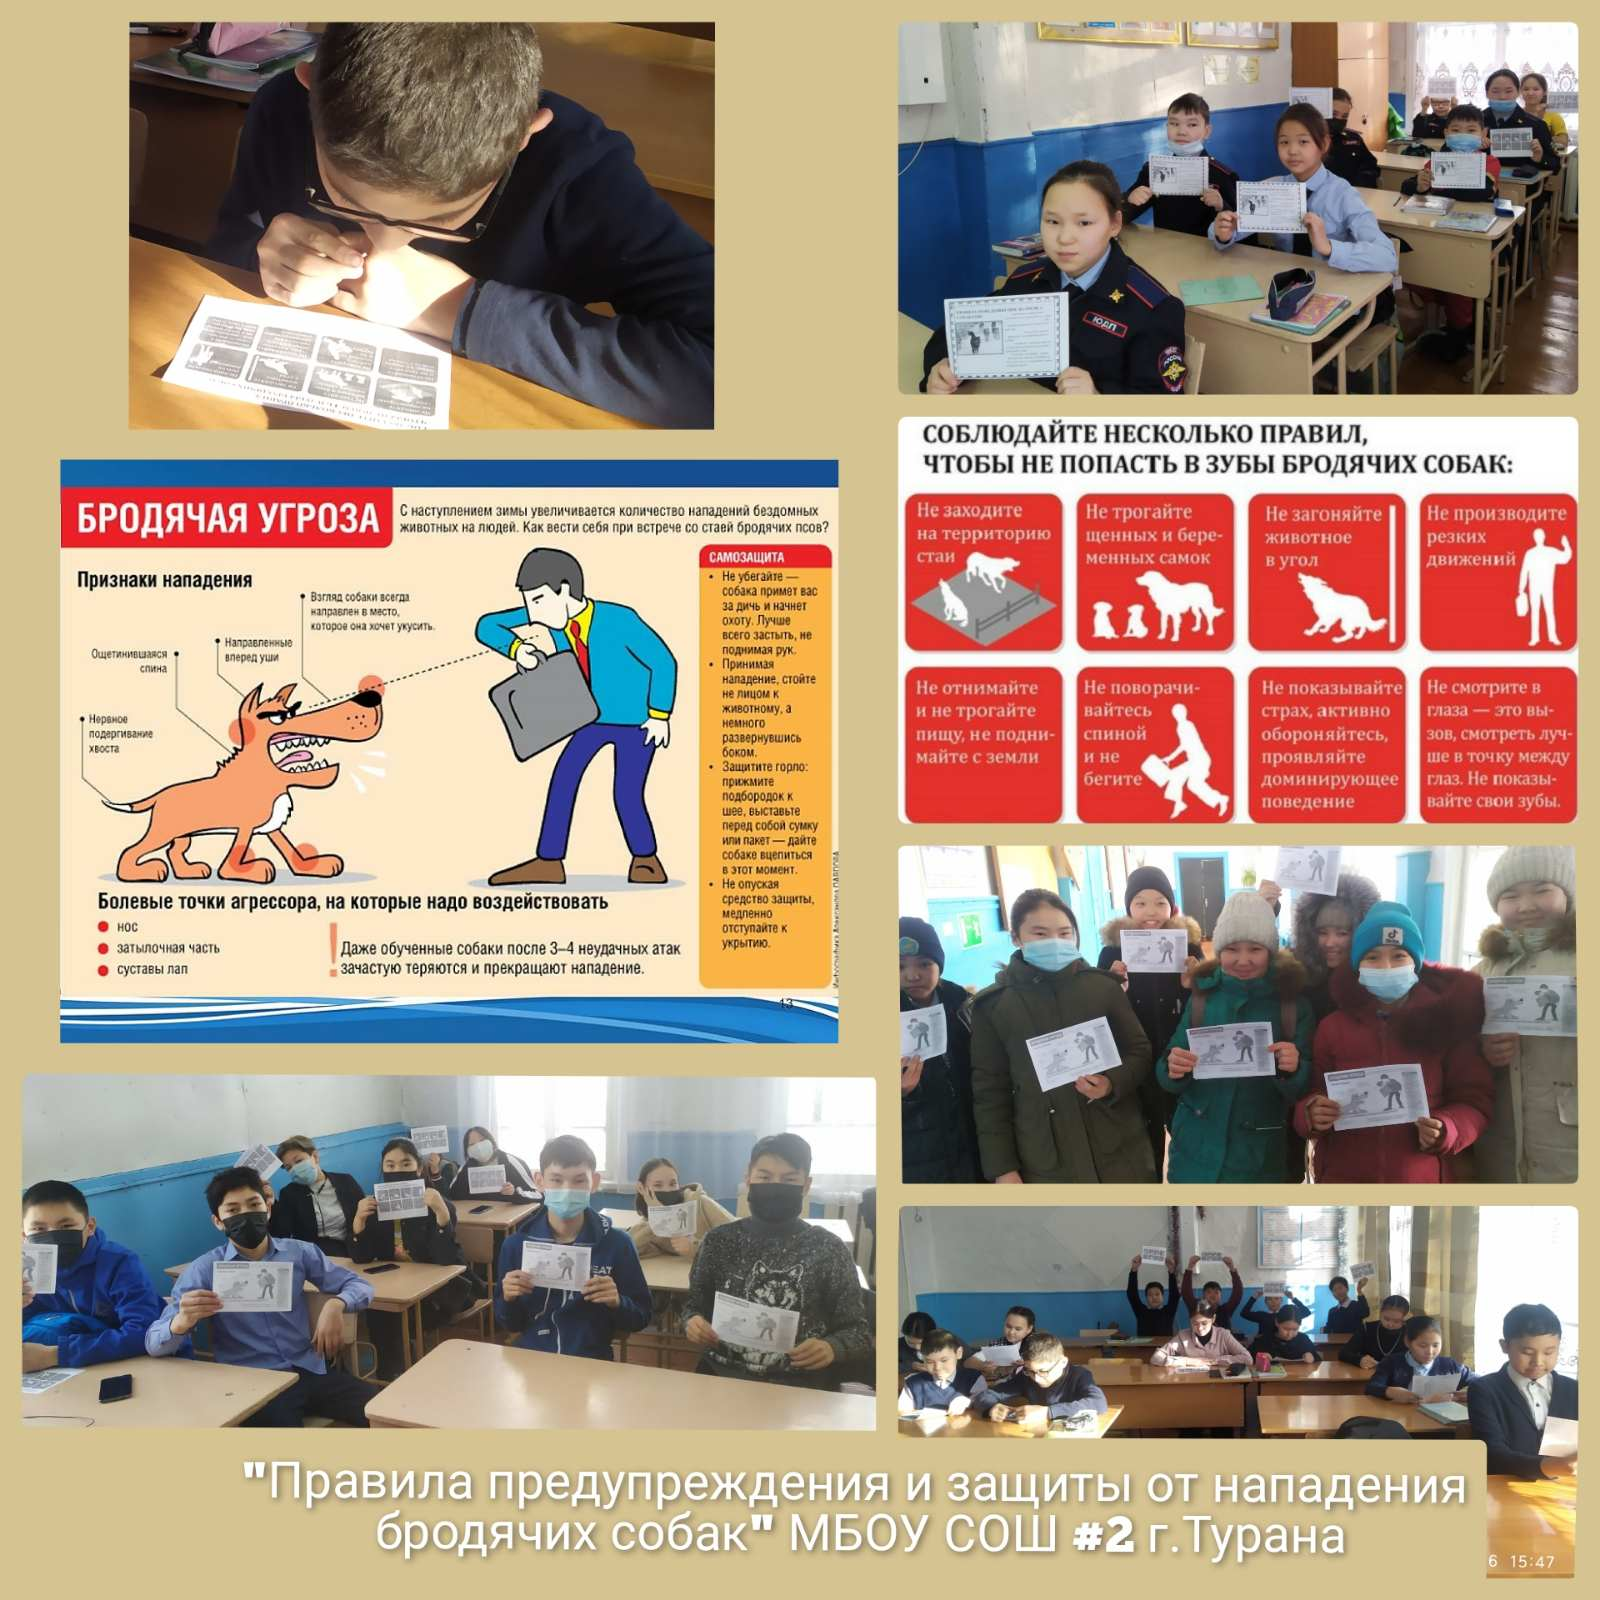 ЮДП
СОБЛЮДАЙТЕ НЕСКОЛЬКО ПРАВИЛ,
ЧТОБЫ НЕ ПОПАСТЬ В ЗУБЫ БРОДЯЧИХ СОБАК:
Не заходите
на территорию
стаи
Не трогайте
щенных и бере-
менных самок
Не загоняйте
животное
в угол
Не производите
резких
движений
Не отнимайте
и не трогайте
пищу, не подни-
майте с земли
Не поворачи-
вайтесь
спиной
и не
бегите
Не показывайте
страх, активно
обороняйтесь,
проявляйте
доминирующее
поведение
Не смотрите в
глаза — это вы-
зов, смотреть луч-
ше в точку между
глаз. Не показы-
вайте свои зубы.
БРОДЯЧАЯ УГРОЗА
С наступлением зимы увеличивается количество нападений бездомных
животных на людей. Как вести себя при встрече со стаей бродячих псов?
Признаки нападения
Взгляд собаки всегда
направлен в место,
которое она хочет укусить.
Направленные
вперед уши
Ощетинившаяся
спина
Нервное
подергивание
хвоста
САМОЗАЩИТА
• Не убегайте —
собака примет вас
за дичь и начнет
охоту. Лучше
всего застыть, не
поднимая рук.
• Принимая
нападение, стойте
не лицом к
животному, а
немного
развернувшись
боком.
• Защитите горло:
прижмите
подбородок к
шее, выставьте
перед собой сумку
или пакет — дайте
собаке вцепиться
в этот момент.
• Не опуская
средство защиты,
медленно
отступайте к
укрытию.
Болевые точки агрессора, на которые надо воздействовать
нос
затылочная часть
суставы лап
! Даже обученные собаки после 3–4 неудачных атак
зачастую теряются и прекращают нападение.
13
"Правила предупреждения и защиты от нападения
бродячих собак" МБОУ СОШ #2 г.Турана
6 15:47